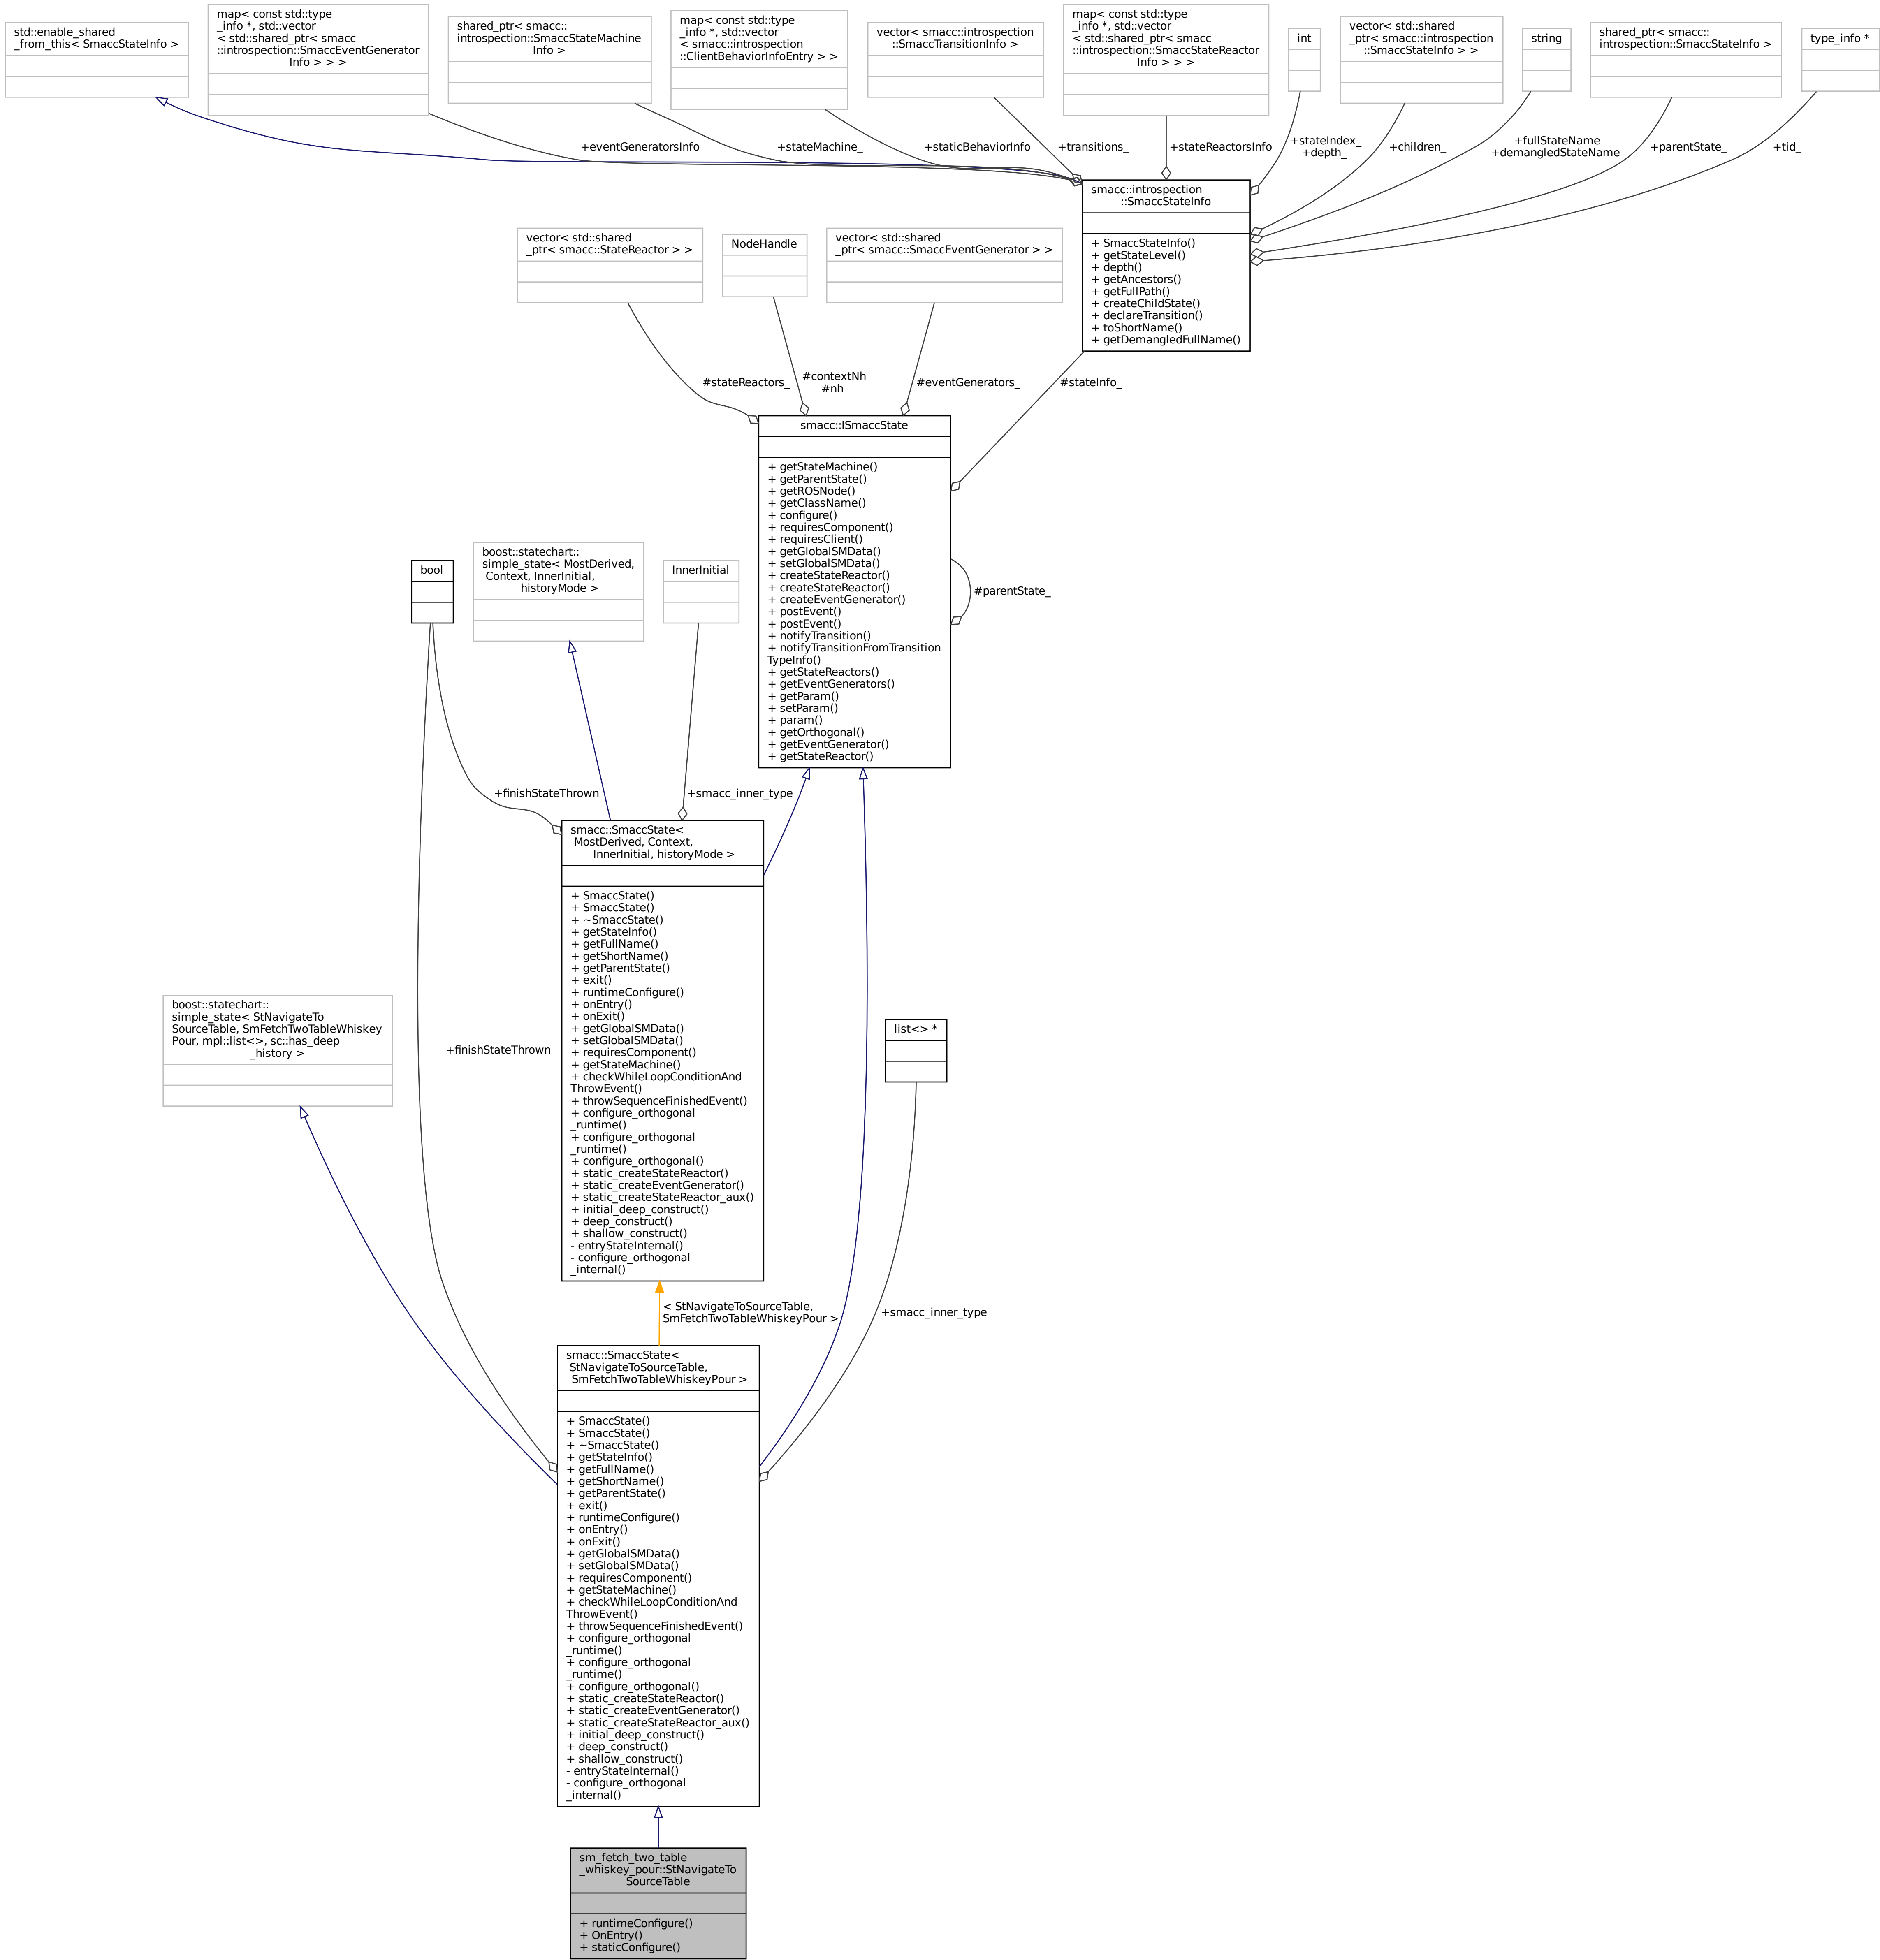 std::enable_shared
_from_this< SmaccStateInfo >
map< const std::type
_info *, std::vector
< std::shared_ptr< smacc
::introspection::SmaccEventGenerator
Info > > >
shared_ptr< smacc::
introspection::SmaccStateMachine
Info >
map< const std::type
_info *, std::vector
< smacc::introspection
::ClientBehaviorInfoEntry > >
vector< smacc::introspection
::SmaccTransitionInfo >
map< const std::type
_info *, std::vector
< std::shared_ptr< smacc
::introspection::SmaccStateReactor
Info > > >
int
vector< std::shared
_ptr< smacc::introspection
::SmaccStateInfo > >
string
shared_ptr< smacc::
introspection::SmaccStateInfo >
type_info *
+eventGeneratorsInfo
+stateMachine_
+staticBehaviorInfo
+transitions_
+stateReactorsInfo
+stateIndex_
+depth_
+children_
+fullStateName
+demangledStateName
+parentState_
+tid_
smacc::introspection
::SmaccStateInfo
+ SmaccStateInfo()
+ getStateLevel()
+ depth()
+ getAncestors()
+ getFullPath()
+ createChildState()
+ declareTransition()
+ toShortName()
+ getDemangledFullName()
vector< std::shared
_ptr< smacc::StateReactor > >
NodeHandle
vector< std::shared
_ptr< smacc::SmaccEventGenerator > >
#stateReactors_
#contextNh
#nh
#eventGenerators_
#stateInfo_
smacc::ISmaccState
+ getStateMachine()
+ getParentState()
+ getROSNode()
+ getClassName()
+ configure()
+ requiresComponent()
+ requiresClient()
+ getGlobalSMData()
+ setGlobalSMData()
+ createStateReactor()
+ createStateReactor()
+ createEventGenerator()
+ postEvent()
+ postEvent()
+ notifyTransition()
+ notifyTransitionFromTransition
TypeInfo()
+ getStateReactors()
+ getEventGenerators()
+ getParam()
+ setParam()
+ param()
+ getOrthogonal()
+ getEventGenerator()
+ getStateReactor()
#parentState_
bool
boost::statechart::
simple_state< MostDerived,
Context, InnerInitial,
historyMode >
InnerInitial
+finishStateThrown
+smacc_inner_type
smacc::SmaccState<
MostDerived, Context,
InnerInitial, historyMode >
+ SmaccState()
+ SmaccState()
+ ~SmaccState()
+ getStateInfo()
+ getFullName()
+ getShortName()
+ getParentState()
+ exit()
+ runtimeConfigure()
+ onEntry()
+ onExit()
+ getGlobalSMData()
+ setGlobalSMData()
+ requiresComponent()
+ getStateMachine()
+ checkWhileLoopConditionAnd
ThrowEvent()
+ throwSequenceFinishedEvent()
+ configure_orthogonal
_runtime()
+ configure_orthogonal
_runtime()
+ configure_orthogonal()
+ static_createStateReactor()
+ static_createEventGenerator()
+ static_createStateReactor_aux()
+ initial_deep_construct()
+ deep_construct()
+ shallow_construct()
- entryStateInternal()
- configure_orthogonal
_internal()
boost::statechart::
simple_state< StNavigateTo
SourceTable, SmFetchTwoTableWhiskey
Pour, mpl::list<>, sc::has_deep
_history >
+finishStateThrown
list<> *
< StNavigateToSourceTable,
SmFetchTwoTableWhiskeyPour >
+smacc_inner_type
smacc::SmaccState<
StNavigateToSourceTable,
SmFetchTwoTableWhiskeyPour >
+ SmaccState()
+ SmaccState()
+ ~SmaccState()
+ getStateInfo()
+ getFullName()
+ getShortName()
+ getParentState()
+ exit()
+ runtimeConfigure()
+ onEntry()
+ onExit()
+ getGlobalSMData()
+ setGlobalSMData()
+ requiresComponent()
+ getStateMachine()
+ checkWhileLoopConditionAnd
ThrowEvent()
+ throwSequenceFinishedEvent()
+ configure_orthogonal
_runtime()
+ configure_orthogonal
_runtime()
+ configure_orthogonal()
+ static_createStateReactor()
+ static_createEventGenerator()
+ static_createStateReactor_aux()
+ initial_deep_construct()
+ deep_construct()
+ shallow_construct()
- entryStateInternal()
- configure_orthogonal
_internal()
sm_fetch_two_table
_whiskey_pour::StNavigateTo
SourceTable
+ runtimeConfigure()
+ OnEntry()
+ staticConfigure()